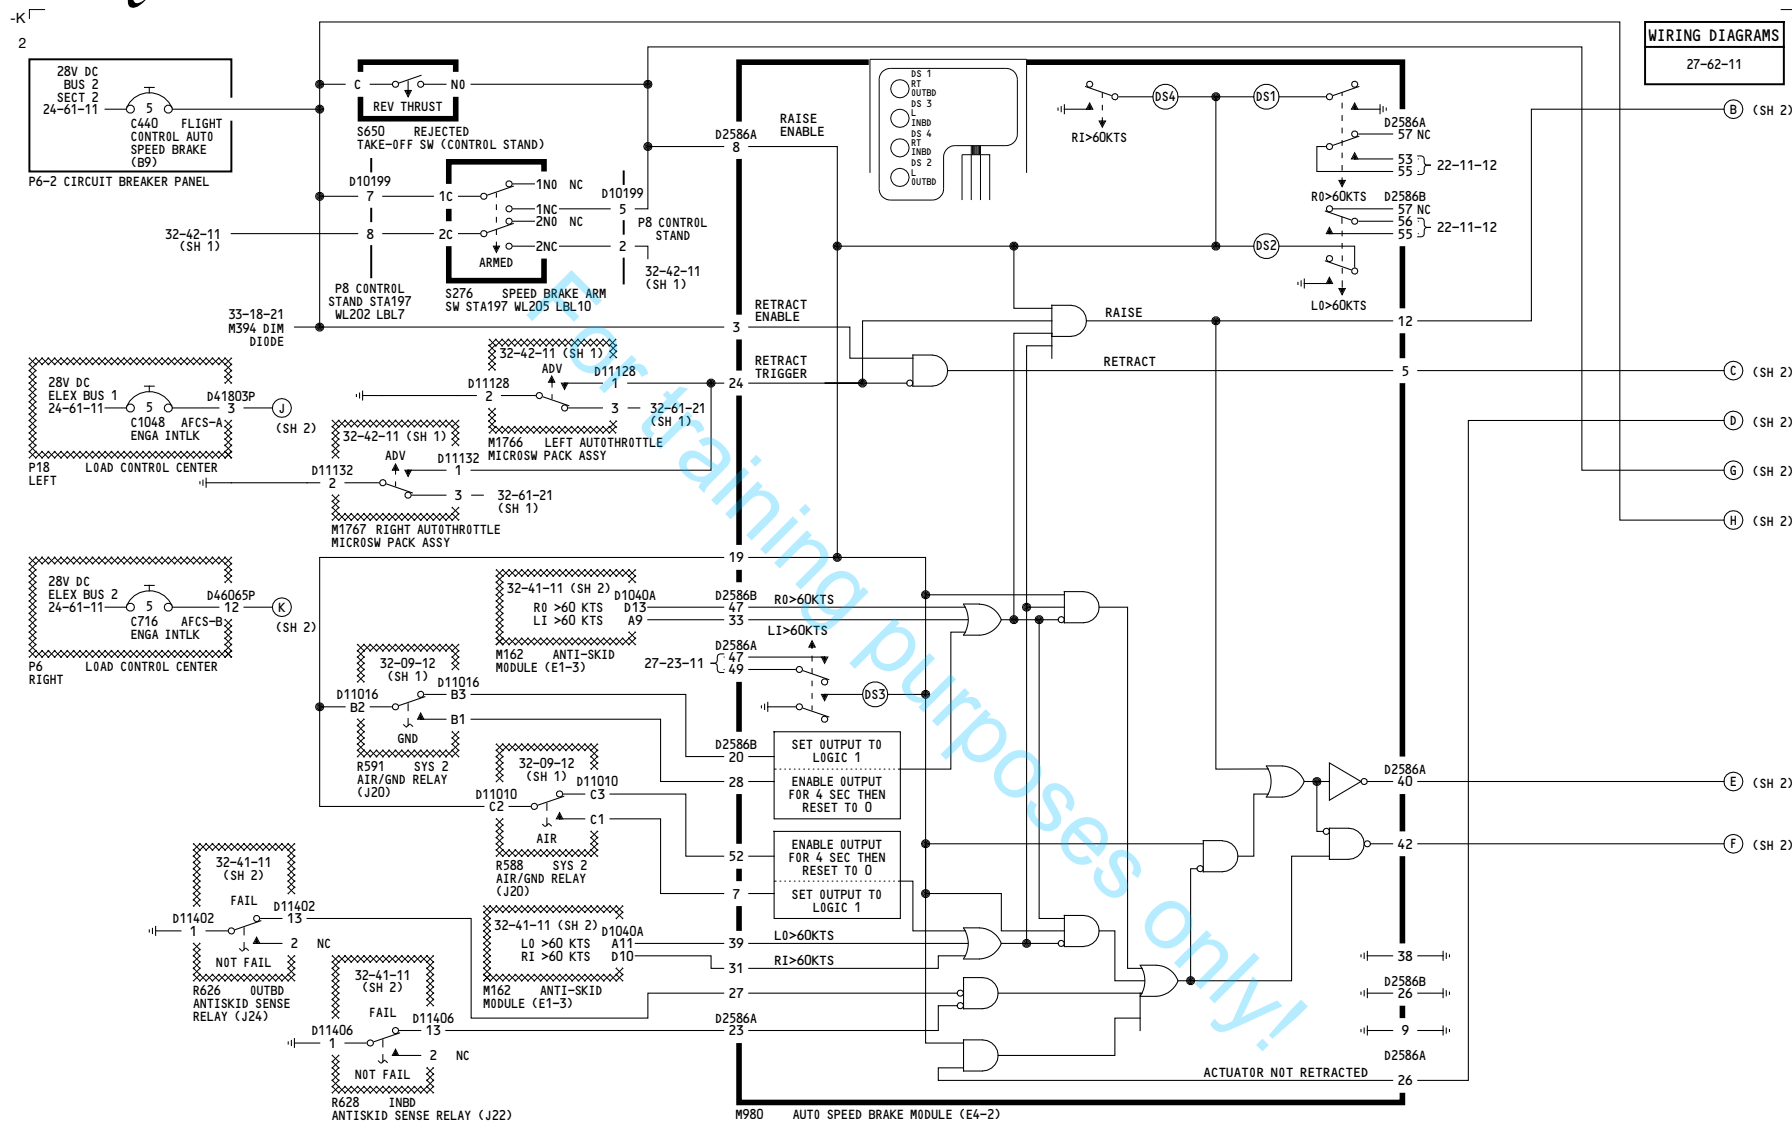 -K
2
WIRING DIAGRAMS
27-62-11
28V DC
BUS 2
SECT 2
24-61-11
5
C440 FLIGHT
CONTROL AUTO
SPEED BRAKE
(B9)
P6-2 CIRCUIT BREAKER PANEL
C
NO
REV THRUST
S650 REJECTED
TAKE-OFF SW (CONTROL STAND)
D10199
7
1C
1NO NC
1NC
2NO NC
D10199
5
P8 CONTROL
STAND
32-42-11
(SH 1)
8
2C
2NC
2
ARMED
32-42-11
(SH 1)
P8 CONTROL
STAND STA197
WL202 LBL7
S276 SPEED BRAKE ARM
SW STA197 WL205 LBL10
33-18-21
M394 DIM
DIODE
28V DC
ELEX BUS 1
24-61-11
5
D41803P
3
J
(SH 2)
C1048 AFCS-A
ENGA INTLK
P18 LOAD CONTROL CENTER
LEFT
32-42-11 (SH 1)
ADV
D11128
2
D11128
1
3
32-61-21
(SH 1)
M1766 LEFT AUTOTHROTTLE
MICROSW PACK ASSY
32-42-11 (SH 1)
ADV
D11132
2
D11132
1
3
32-61-21
(SH 1)
M1767 RIGHT AUTOTHROTTLE
MICROSW PACK ASSY
28V DC
ELEX BUS 2
24-61-11
5
D46065P
12
K
(SH 2)
C716 AFCS-B
ENGA INTLK
P6 LOAD CONTROL CENTER
RIGHT
32-41-11 (SH 2)
D1040A
RO >60 KTS D13
LI >60 KTS A9
M162 ANTI-SKID
MODULE (E1-3)
32-09-12
(SH 1)
D11016
B2
D11016
B3
B1
GND
R591 SYS 2
AIR/GND RELAY
(J20)
32-09-12
(SH 1)
D11010
C2
D11010
C3
C1
AIR
R588 SYS 2
AIR/GND RELAY
(J20)
32-41-11
(SH 2)
FAIL
D11402
1
D11402
13
2 NC
NOT FAIL
R626 OUTBD
ANTISKID SENSE
RELAY (J24)
32-41-11 (SH 2)
D1040A
LO >60 KTS A11
RI >60 KTS D10
M162 ANTI-SKID
MODULE (E1-3)
32-41-11
(SH 2)
FAIL
D11406
1
D11406
13
2 NC
NOT FAIL
R628 INBD
ANTISKID SENSE RELAY (J22)
D2586A
8
RAISE
ENABLE
3
RETRACT
ENABLE
24
RETRACT
TRIGGER
19
D2586B
47
RO>60KTS
33
LI>60KTS
D2586A
27-23-11
47
49
DS3
D2586B
20
28
SET OUTPUT TO
LOGIC 1
ENABLE OUTPUT
FOR 4 SEC THEN
RESET TO 0
52
7
ENABLE OUTPUT
FOR 4 SEC THEN
RESET TO 0
SET OUTPUT TO
LOGIC 1
39
LO>60KTS
31
RI>60KTS
27
D2586A
23
M980 AUTO SPEED BRAKE MODULE (E4-2)
DS 1
RT
OUTBD
DS 3
L
INBD
DS 4
RT
INBD
DS 2
L
OUTBD
DS4
DS1
RI>60KTS
D2586A
57 NC
53
55
22-11-12
RO>60KTS
D2586B
57 NC
56
55
22-11-12
DS2
LO>60KTS
RAISE
12
RETRACT
5
D2586A
40
42
38
D2586B
26
9
D2586A
ACTUATOR NOT RETRACTED
26
B (SH 2)
C (SH 2)
D (SH 2)
G (SH 2)
H (SH 2)
E (SH 2)
F (SH 2)
For training purposes only!